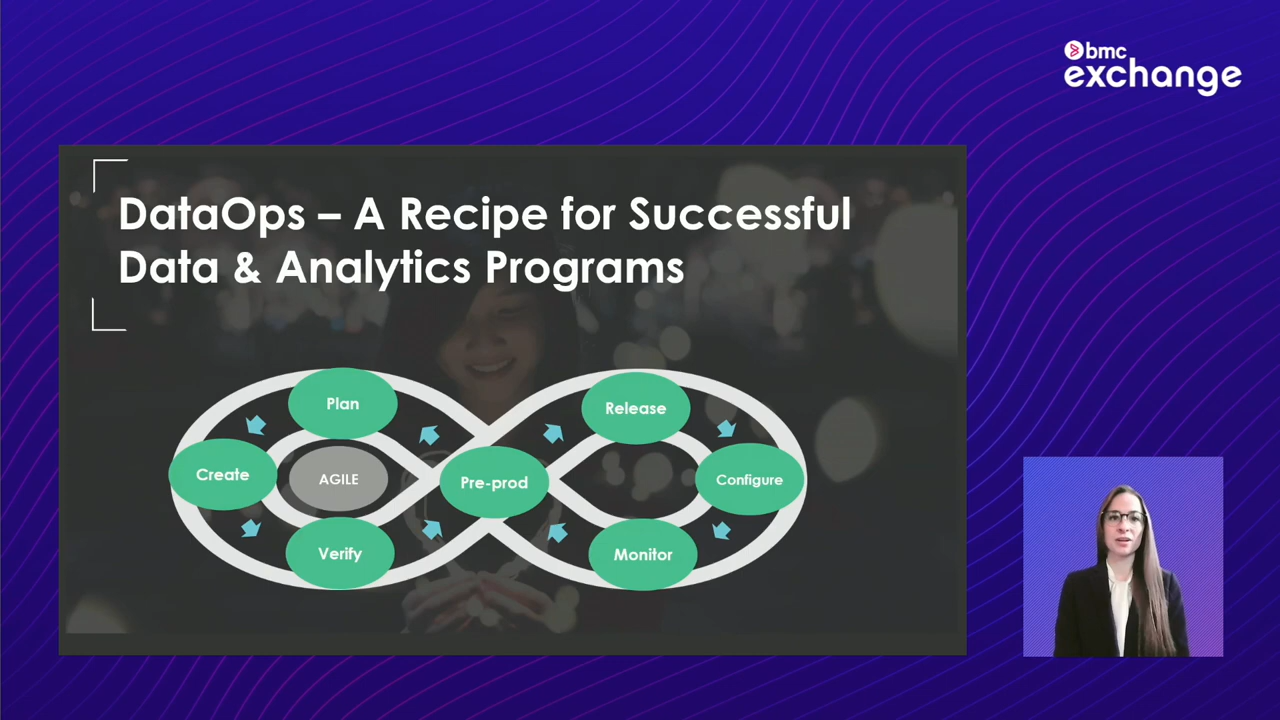 bmc
exchange
DataOps – A Recipe for Successful
Data & Analytics Programs
Plan
Release
Create
AGILE
Pre-prod
Configure
Verify
Monitor